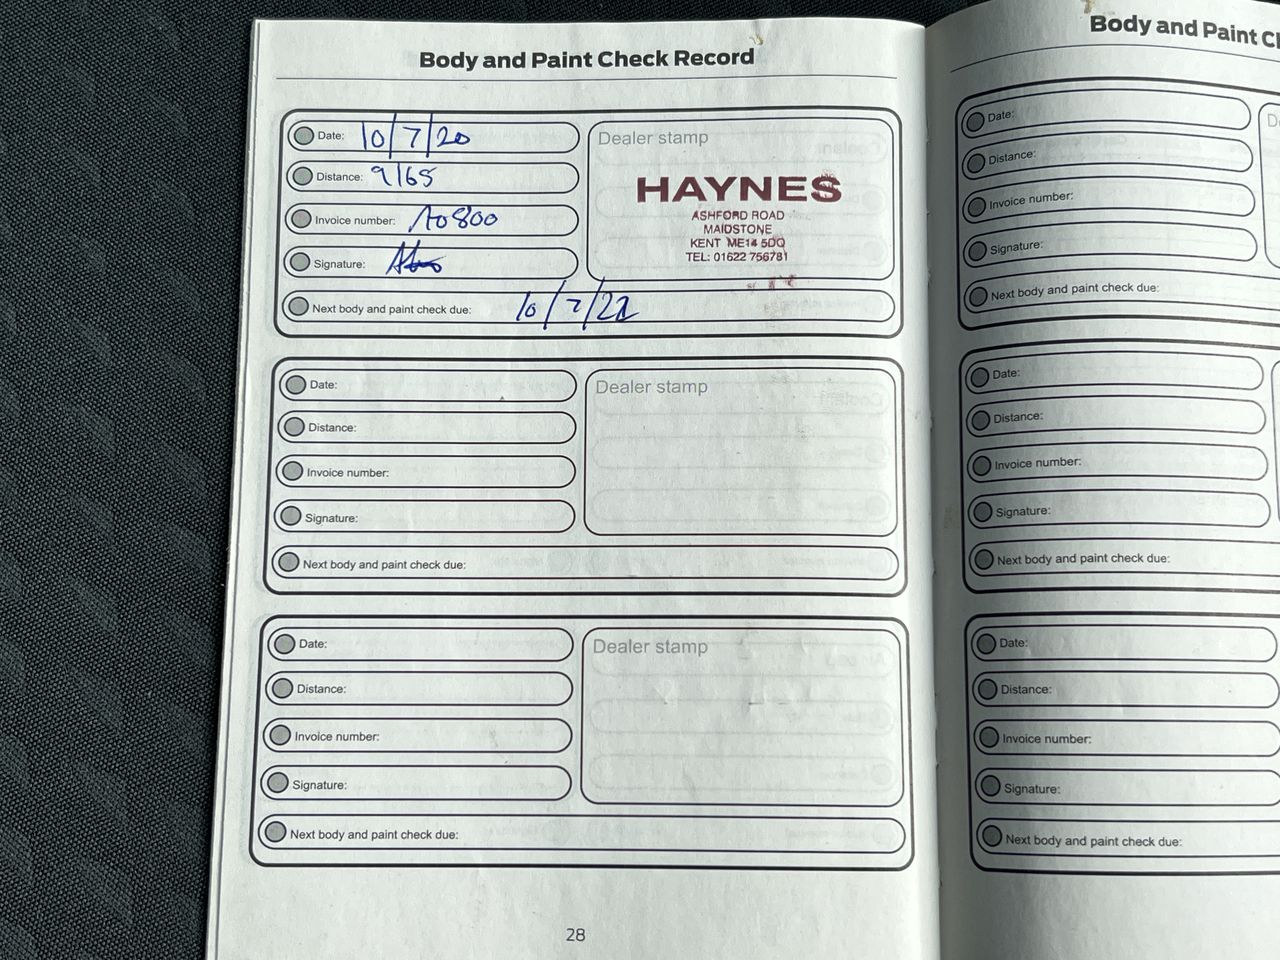 Body and Paint Check Record
Date: 10/7/20
Distance: 9165
Invoice number: A0800
Signature:
Next body and paint check due: 10/7/22
Dealer stamp
HAYNES
ASHFORD ROAD
MAIDSTONE
KENT ME14 5DQ
TEL: 01622 756781
Date:
Distance:
Invoice number:
Signature:
Next body and paint check due:
Dealer stamp
Date:
Distance:
Invoice number:
Signature:
Next body and paint check due:
Dealer stamp
28
Body and Paint Ch
Date:
Distance:
Invoice number:
Signature:
Next body and paint check due:
Date:
Distance:
Invoice number:
Signature:
Next body and paint check due:
Date:
Distance:
Invoice number:
Signature:
Next body and paint check due: